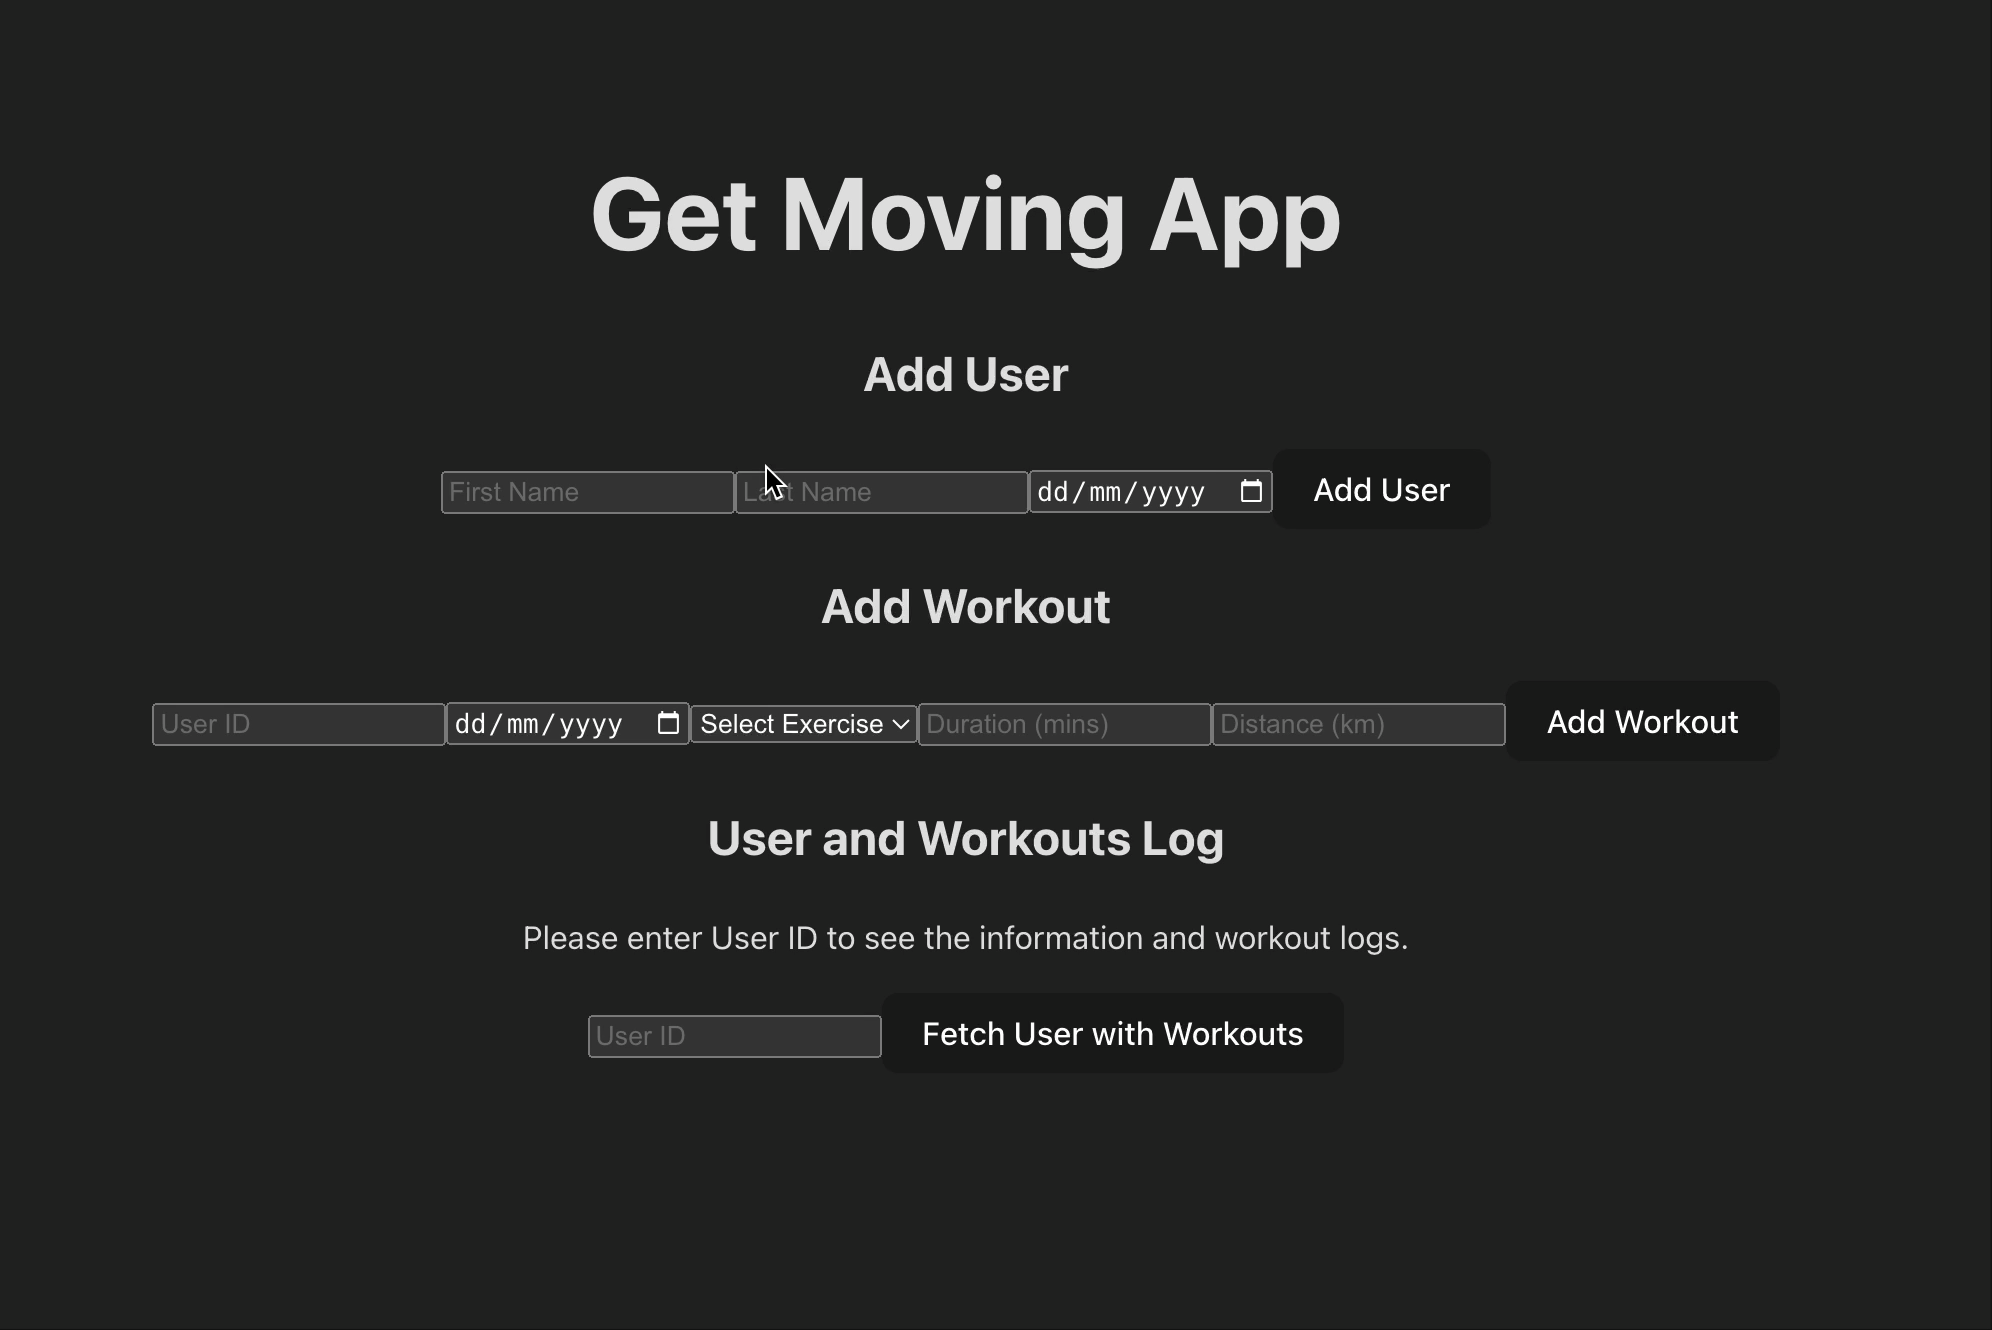 Get Moving App
Add User
First Name Last Name dd/mm/yyyy Add User
Add Workout
User ID dd/mm/yyyy Select Exercise Duration (mins) Distance (km) Add Workout
User and Workouts Log
Please enter User ID to see the information and workout logs.
User ID Fetch User with Workouts